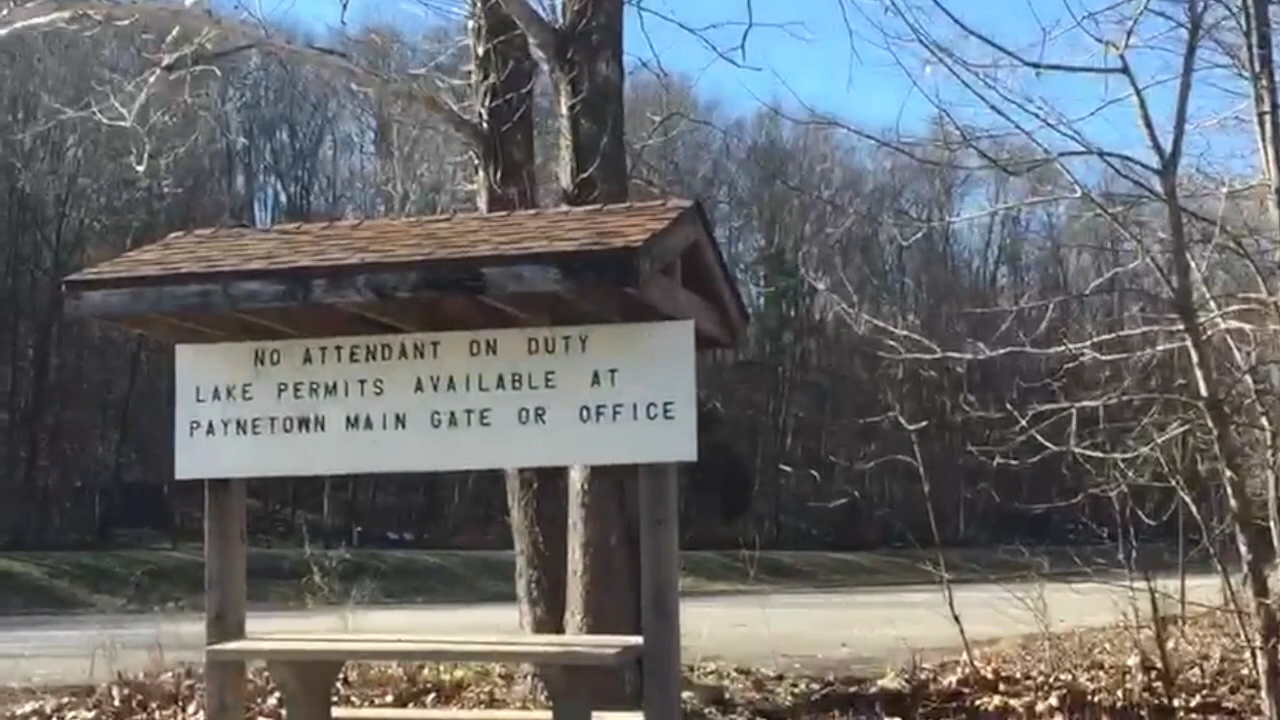 NO ATTENDANT ON DUTY
LAKE PERMITS AVAILABLE AT
PAYNETOWN MAIN GATE OR OFFICE